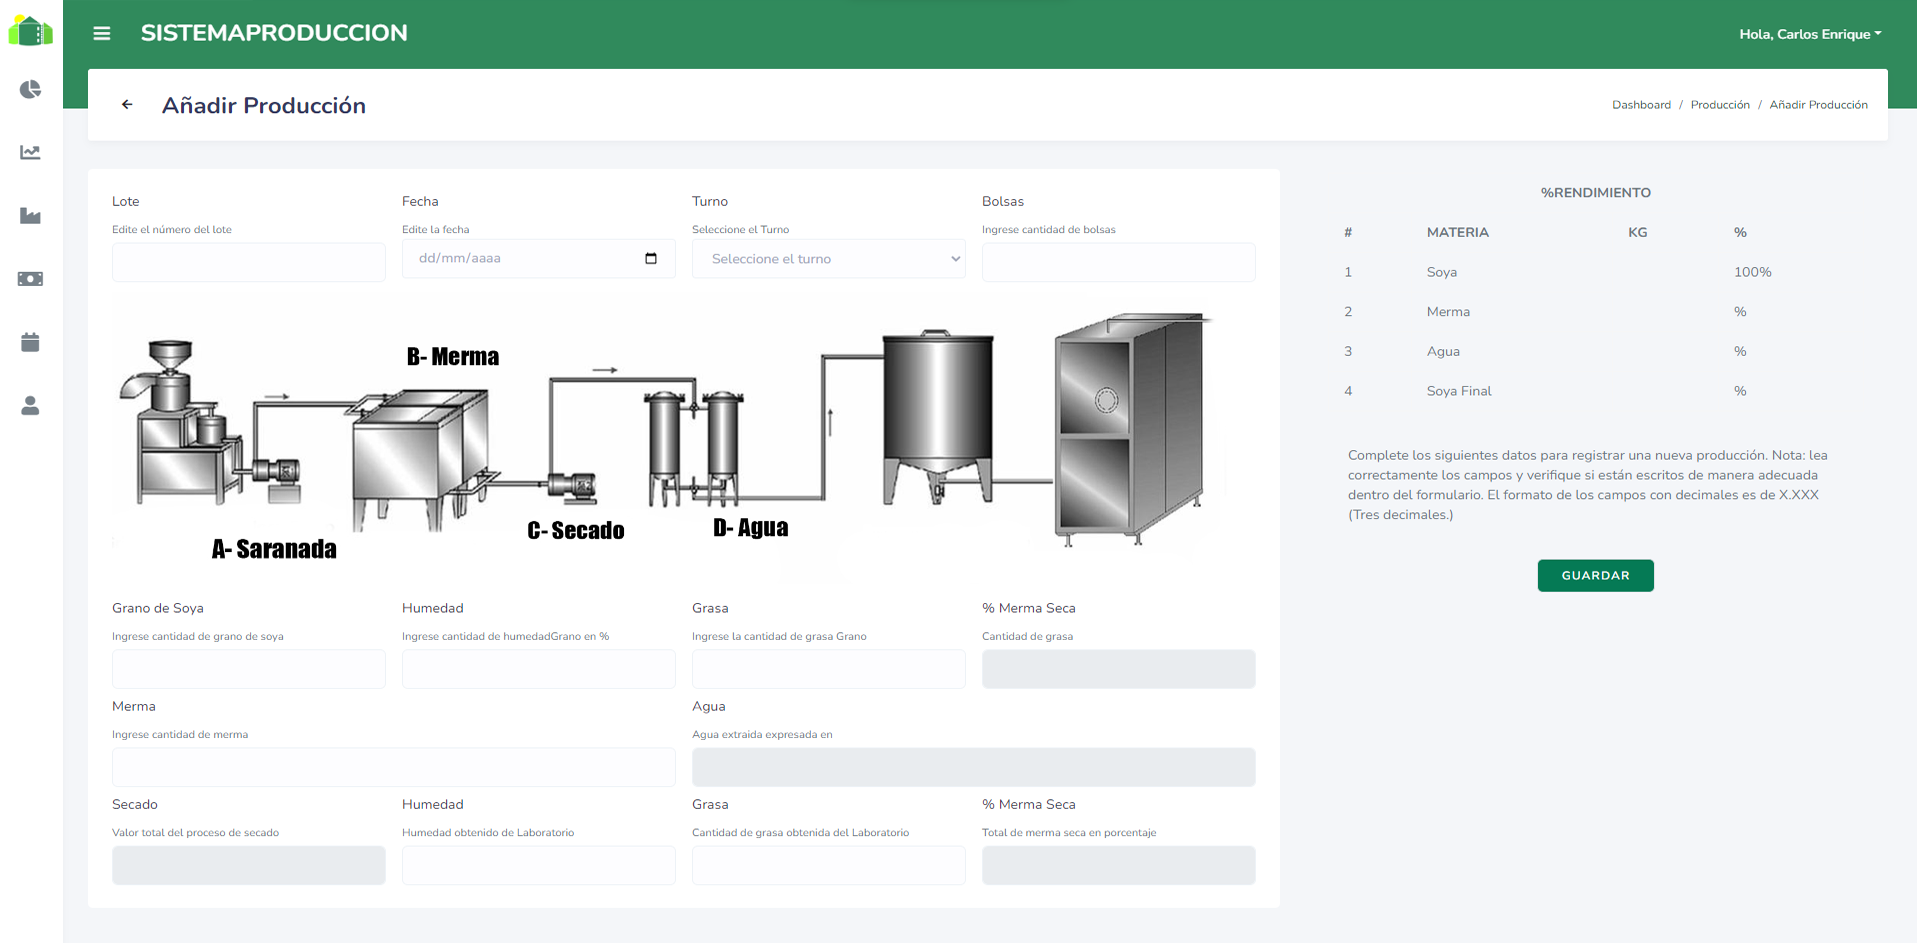 SISTEMAPRODUCCION
Hola, Carlos Enrique
Añadir Producción
Dashboard / Producción / Añadir Producción
Lote
Fecha
Turno
Bolsas
Edite el número del lote
Edite la fecha
Seleccione el Turno
Ingrese cantidad de bolsas
dd/mm/aaaa
Seleccione el turno
B- Merma
A- Saranada
C- Secado
D- Agua
Grano de Soya
Humedad
Grasa
% Merma Seca
Ingrese cantidad de grano de soya
Ingrese cantidad de humedadGrano en %
Ingrese la cantidad de grasa Grano
Cantidad de grasa
Merma
Agua
Ingrese cantidad de merma
Agua extraida expresada en
Secado
Humedad
Grasa
% Merma Seca
Valor total del proceso de secado
Humedad obtenido de Laboratorio
Cantidad de grasa obtenida del Laboratorio
Total de merma seca en porcentaje
%RENDIMIENTO
# MATERIA KG %
1 Soya 100%
2 Merma %
3 Agua %
4 Soya Final %
Complete los siguientes datos para registrar una nueva producción. Nota: lea
correctamente los campos y verifique si están escritos de manera adecuada
dentro del formulario. El formato de los campos con decimales es de X.XXX
(Tres decimales.)
GUARDAR